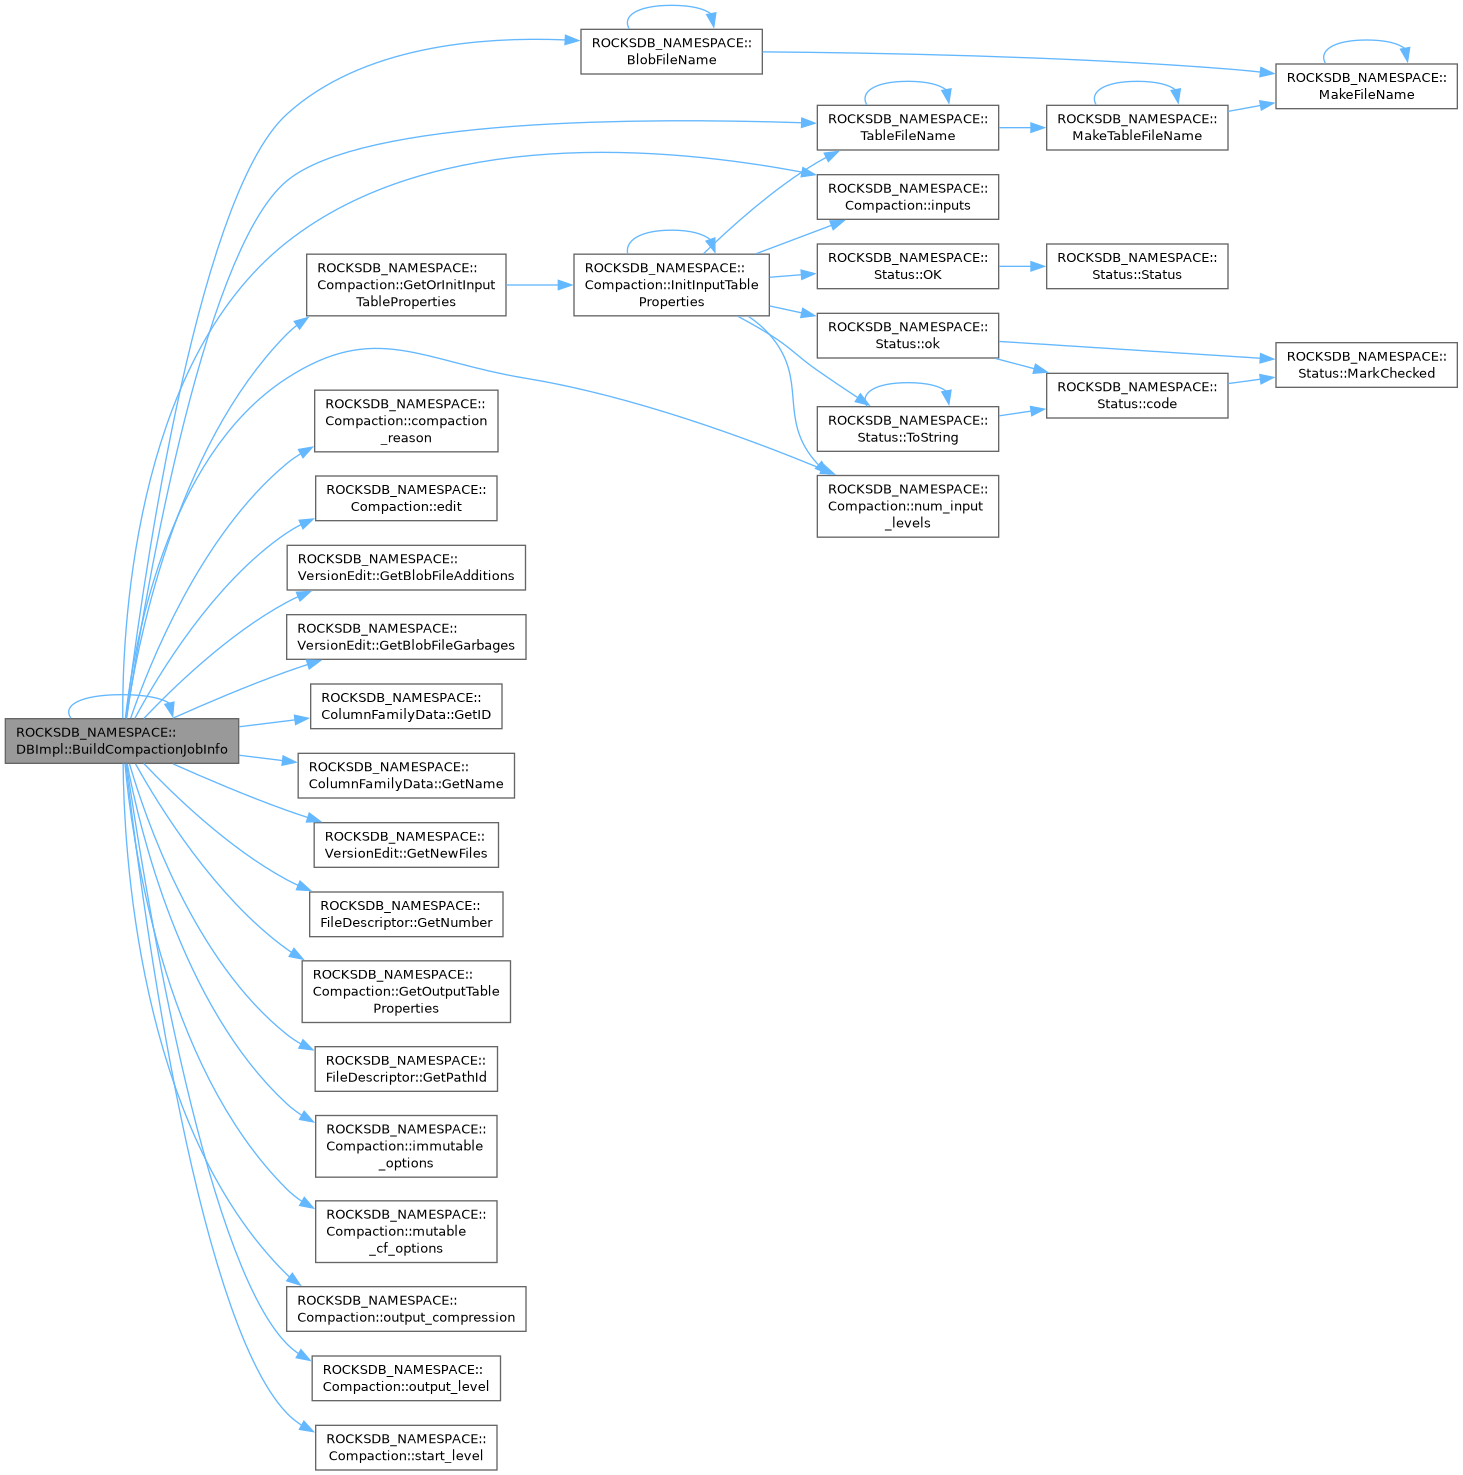 ROCKSDB_NAMESPACE::
DBImpl::BuildCompactionJobInfo
ROCKSDB_NAMESPACE::
BlobFileName
ROCKSDB_NAMESPACE::
MakeFileName
ROCKSDB_NAMESPACE::
TableFileName
ROCKSDB_NAMESPACE::
MakeTableFileName
ROCKSDB_NAMESPACE::
Compaction::inputs
ROCKSDB_NAMESPACE::
Compaction::GetOrInitInput
TableProperties
ROCKSDB_NAMESPACE::
Compaction::InitInputTable
Properties
ROCKSDB_NAMESPACE::
Status::OK
ROCKSDB_NAMESPACE::
Status::Status
ROCKSDB_NAMESPACE::
Status::ok
ROCKSDB_NAMESPACE::
Status::MarkChecked
ROCKSDB_NAMESPACE::
Status::code
ROCKSDB_NAMESPACE::
Status::ToString
ROCKSDB_NAMESPACE::
Compaction::num_input
_levels
ROCKSDB_NAMESPACE::
Compaction::compaction
_reason
ROCKSDB_NAMESPACE::
Compaction::edit
ROCKSDB_NAMESPACE::
VersionEdit::GetBlobFileAdditions
ROCKSDB_NAMESPACE::
VersionEdit::GetBlobFileGarbages
ROCKSDB_NAMESPACE::
ColumnFamilyData::GetID
ROCKSDB_NAMESPACE::
ColumnFamilyData::GetName
ROCKSDB_NAMESPACE::
VersionEdit::GetNewFiles
ROCKSDB_NAMESPACE::
FileDescriptor::GetNumber
ROCKSDB_NAMESPACE::
Compaction::GetOutputTable
Properties
ROCKSDB_NAMESPACE::
FileDescriptor::GetPathId
ROCKSDB_NAMESPACE::
Compaction::immutable
_options
ROCKSDB_NAMESPACE::
Compaction::mutable
_cf_options
ROCKSDB_NAMESPACE::
Compaction::output_compression
ROCKSDB_NAMESPACE::
Compaction::output_level
ROCKSDB_NAMESPACE::
Compaction::start_level